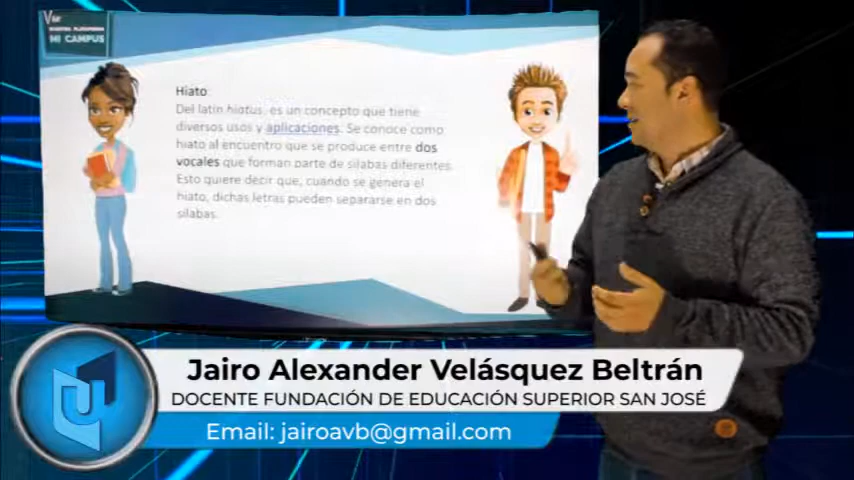 MI CAMPUS
Hiato
Del latín hiatus, es un concepto que tiene
diversos usos y aplicaciones. Se conoce como
hiato al encuentro que se produce entre dos
vocales que forman parte de sílabas diferentes.
Esto quiere decir que, cuando se genera el
hiato, dichas letras pueden separarse en dos
sílabas.
Jairo Alexander Velásquez Beltrán
DOCENTE FUNDACIÓN DE EDUCACIÓN SUPERIOR SAN JOSÉ
Email: jairoavb@gmail.com